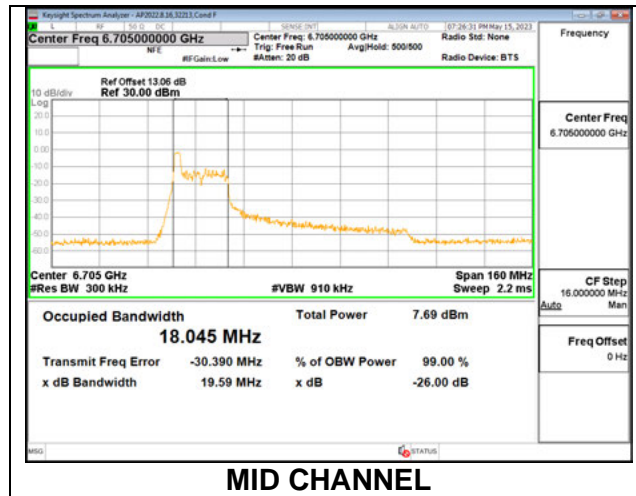 Keysight Spectrum Analyzer - AP2022.8.16,32213,Cond F
L RF 50 Ω DC SENSE:INT ALIGN AUTO 07:26:31 PM May 15, 2023
Center Freq 6.705000000 GHz Center Freq: 6.705000000 GHz Radio Std: None Frequency
NFE Trig: Free Run Avg|Hold: 500/500
#IFGain:Low #Atten: 20 dB Radio Device: BTS
Ref Offset 13.06 dB
10 dB/div Ref 30.00 dBm
Log
20.0
10.0
0.00
-10.0
-20.0
-30.0
-40.0
-50.0
-60.0
Center Freq
6.705000000 GHz
Center 6.705 GHz Span 160 MHz
#Res BW 300 kHz #VBW 910 kHz Sweep 2.2 ms
CF Step
16.000000 MHz
Auto Man
Occupied Bandwidth Total Power 7.69 dBm
18.045 MHz
Transmit Freq Error -30.390 MHz % of OBW Power 99.00 %
x dB Bandwidth 19.59 MHz x dB -26.00 dB
Freq Offset
0 Hz
MSG STATUS
MID CHANNEL